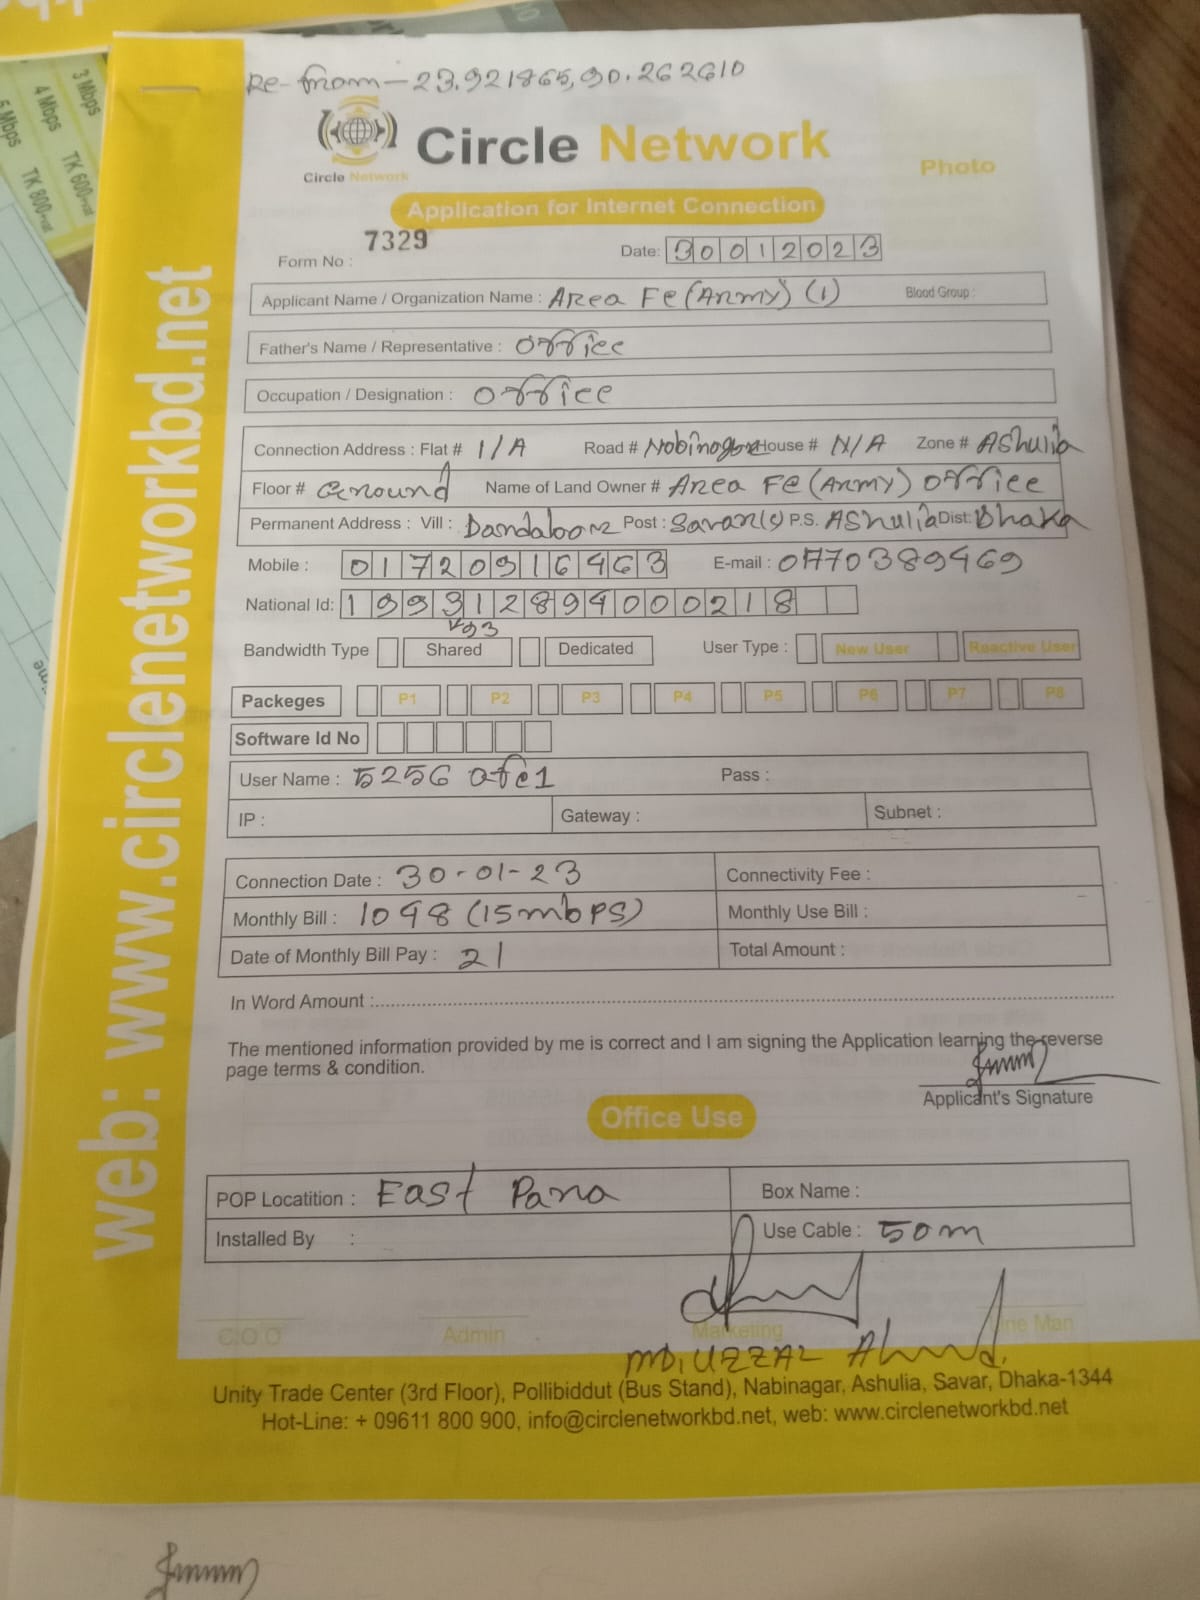 Re-from-23.921865,90.262610
Circle Network
Circle Network
Photo
Application for Internet Connection
Form No : 7329
Date: 30012023
Applicant Name / Organization Name : Area Fe (Army) (1) Blood Group :
Father's Name / Representative : office
Occupation / Designation : office
Connection Address : Flat # 1/A Road # House # N/A Zone # Ashulia
Floor # Ground Name of Land Owner # Area Fe (Army) office
Permanent Address : Vill : Post : P.S. Ashulia Dist: Dhaka
Mobile : 01720916463 E-mail : 01770389469
National Id: 199312894000218
Bandwidth Type Shared Dedicated User Type : New User Reactive User
Packeges P1 P2 P3 P4 P5 P6 P7 P8
Software Id No
User Name : 5256 afe1 Pass :
IP : Gateway : Subnet :
Connection Date : 30-01-23 Connectivity Fee :
Monthly Bill : 1098 (15mbPS) Monthly Use Bill :
Date of Monthly Bill Pay : 21 Total Amount :
In Word Amount :
The mentioned information provided by me is correct and I am signing the Application learning the reverse
page terms & condition.
Applicant's Signature
Office Use
POP Locatition : East Para Box Name :
Installed By : Use Cable : 50m
C.O.O Admin Marketing Line Man
MD. UZZAL Ahmed.
Unity Trade Center (3rd Floor), Pollibiddut (Bus Stand), Nabinagar, Ashulia, Savar, Dhaka-1344
Hot-Line: + 09611 800 900, info@circlenetworkbd.net, web: www.circlenetworkbd.net
web: www.circlenetworkbd.net
3 Mbps TK 600+vat
4 Mbps TK 800+vat
5 Mbps